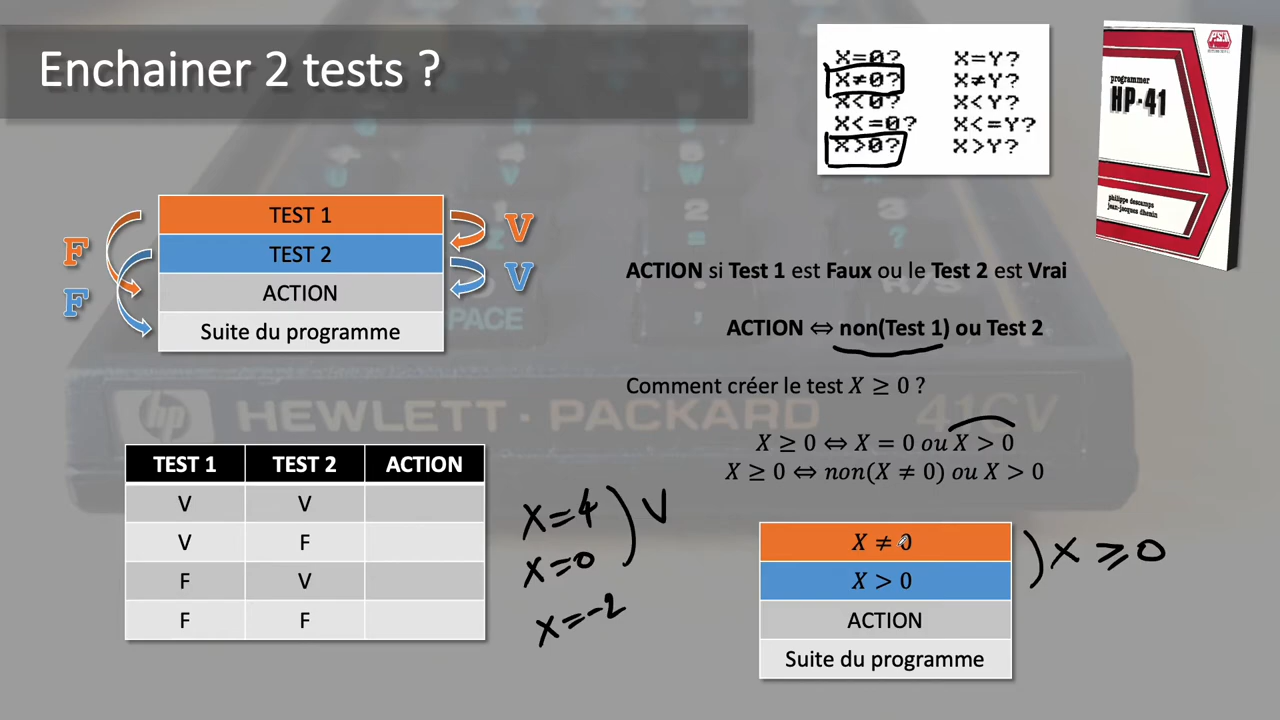 Enchainer 2 tests ?
X=0? X=Y?
X≠0? X≠Y?
X<0? X<Y?
X<=0? X<=Y?
X>0? X>Y?
PSI
programmer
HP-41
philippe descamps
jean-jacques dhenin
TEST 1
TEST 2
ACTION
Suite du programme
F
F
V
V
ACTION si Test 1 est Faux ou le Test 2 est Vrai
ACTION ⇔ non(Test 1) ou Test 2
Comment créer le test X ≥ 0 ?
X ≥ 0 ⇔ X = 0 ou X > 0
X ≥ 0 ⇔ non(X ≠ 0) ou X > 0
hp HEWLETT·PACKARD 41CV
TEST 1 TEST 2 ACTION
V V
V F
F V
F F
X=4
X=0
X=-2
V
X ≠ 0
X > 0
ACTION
Suite du programme
X ≥ 0